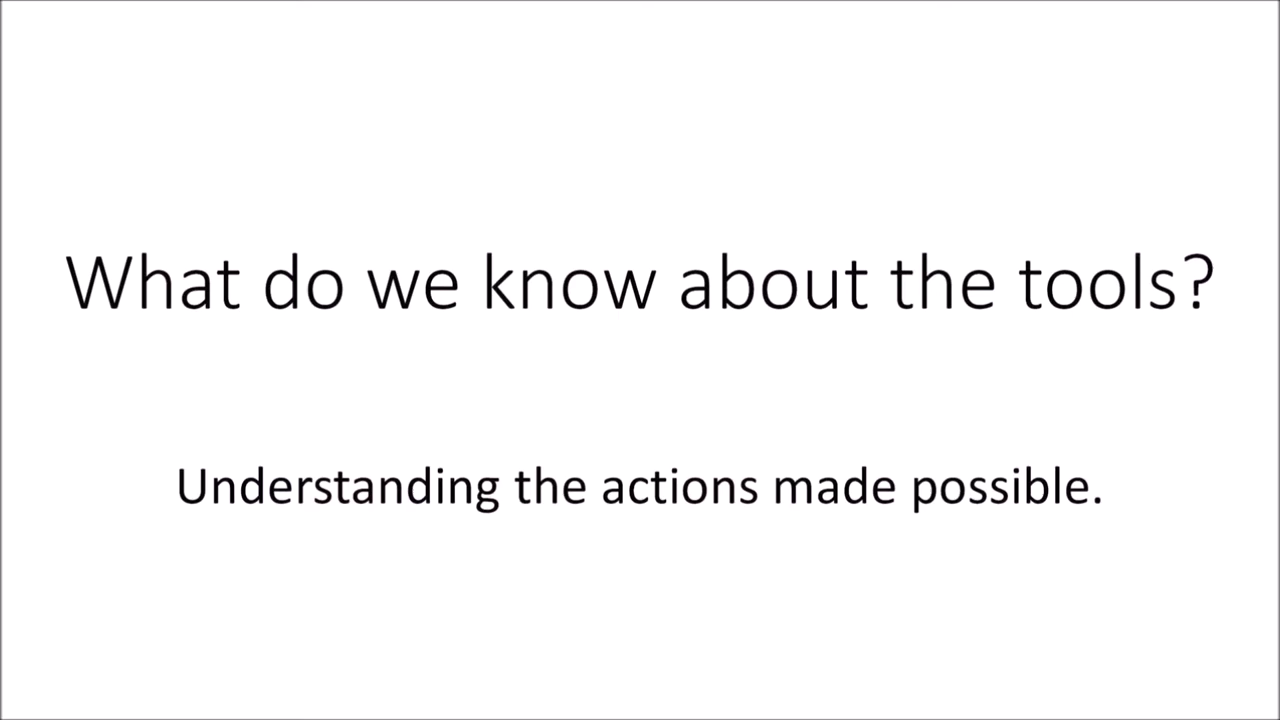 What do we know about the tools?
Understanding the actions made possible.